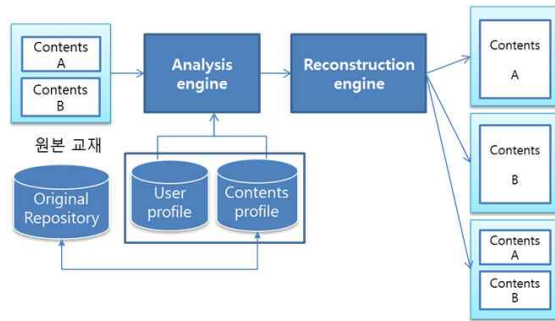 Contents
A
Contents
B
원본 교재
Analysis
engine
Reconstruction
engine
Original
Repository
User
profile
Contents
profile
Contents
A
Contents
B
Contents
A
Contents
B